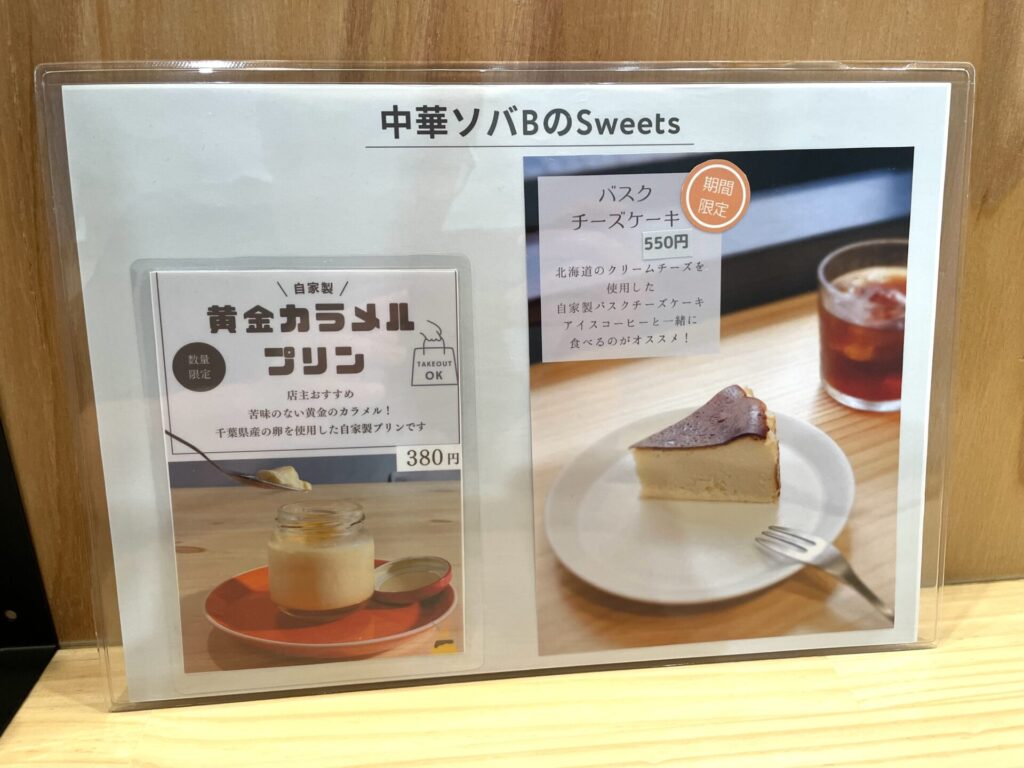 中華ソバBのSweets
自家製
黄金カラメル
プリン
数量
限定
TAKEOUT
OK
店主おすすめ
苦味のない黄金のカラメル！
千葉県産の卵を使用した自家製プリンです
380円
バスク
チーズケーキ
期間
限定
550円
北海道のクリームチーズを
使用した
自家製バスクチーズケーキ
アイスコーヒーと一緒に
食べるのがオススメ！